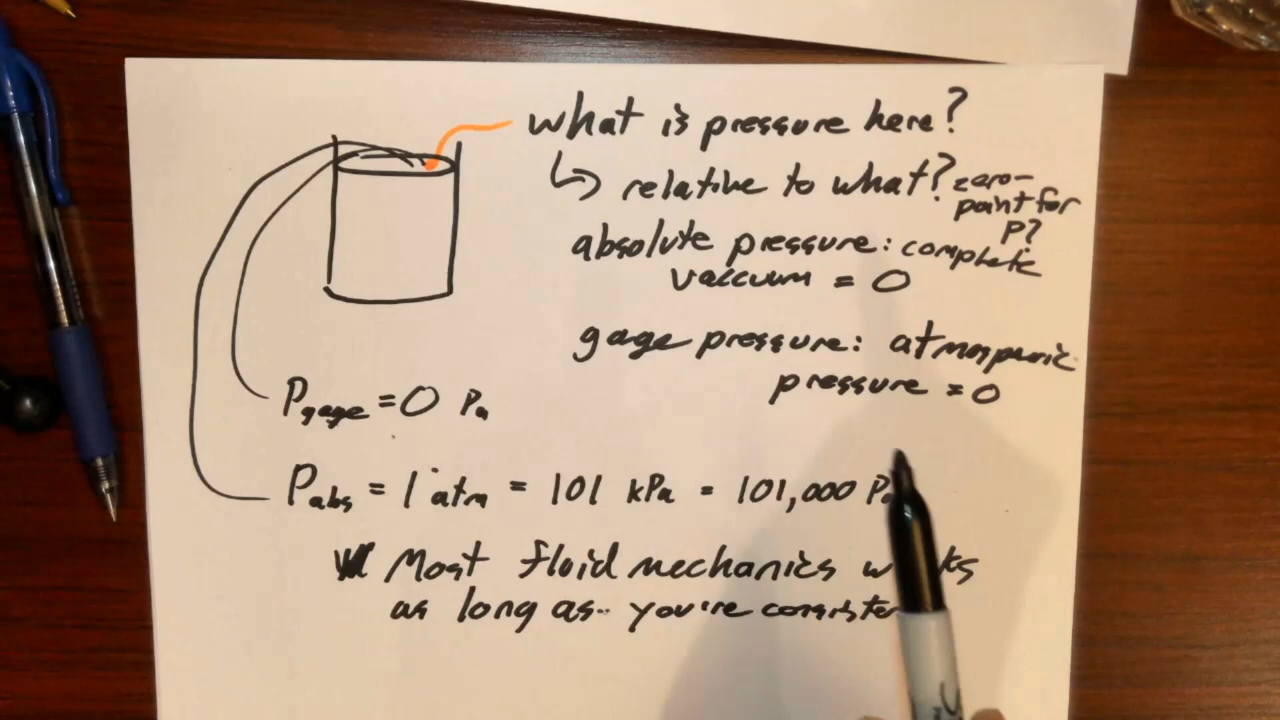 what is pressure here?
↳ relative to what? zero-
point for
P?
absolute pressure: complete
vaccuum = 0
gage pressure: atmospheric
pressure = 0
Pgage = 0 Pa
Pabs = 1 atm = 101 kPa = 101,000 Pa
Most fluid mechanics
as long as you're